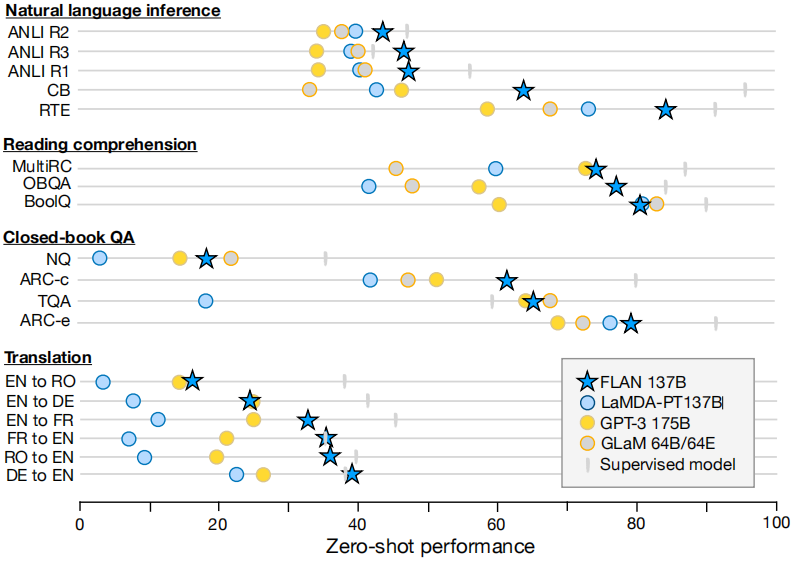 Natural language inference
ANLI R2
ANLI R3
ANLI R1
CB
RTE
Reading comprehension
MultiRC
OBQA
BoolQ
Closed-book QA
NQ
ARC-c
TQA
ARC-e
Translation
EN to RO
EN to DE
EN to FR
FR to EN
RO to EN
DE to EN
FLAN 137B
LaMDA-PT137B
GPT-3 175B
GLaM 64B/64E
Supervised model
0 20 40 60 80 100
Zero-shot performance